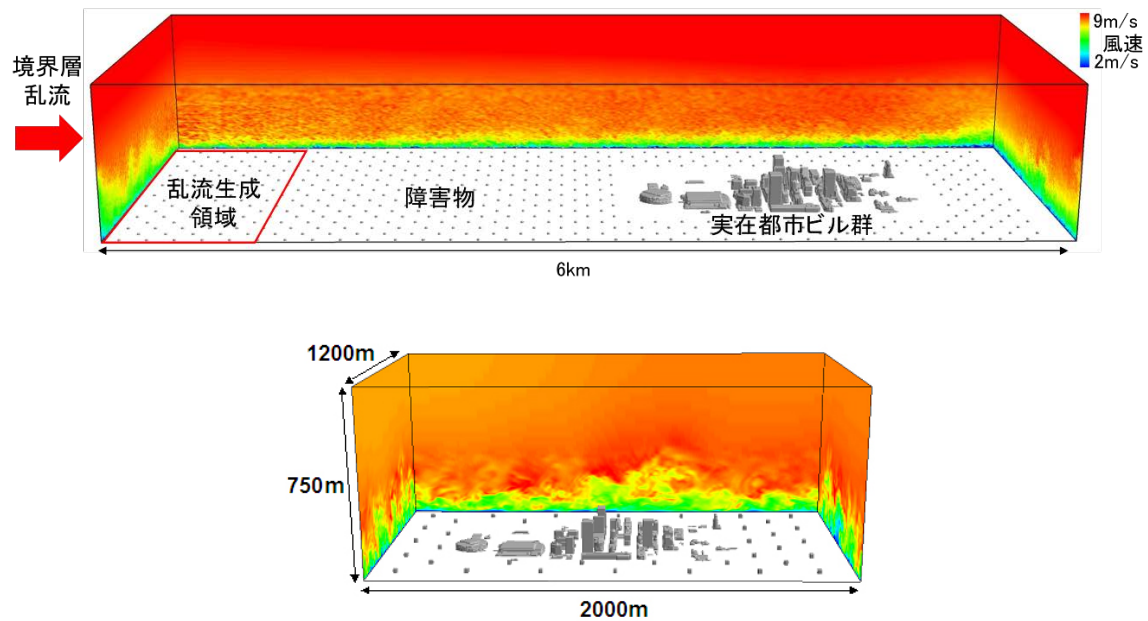 境界層
乱流
9m/s
風速
2m/s
乱流生成
領域
障害物
実在都市ビル群
6km
1200m
750m
2000m